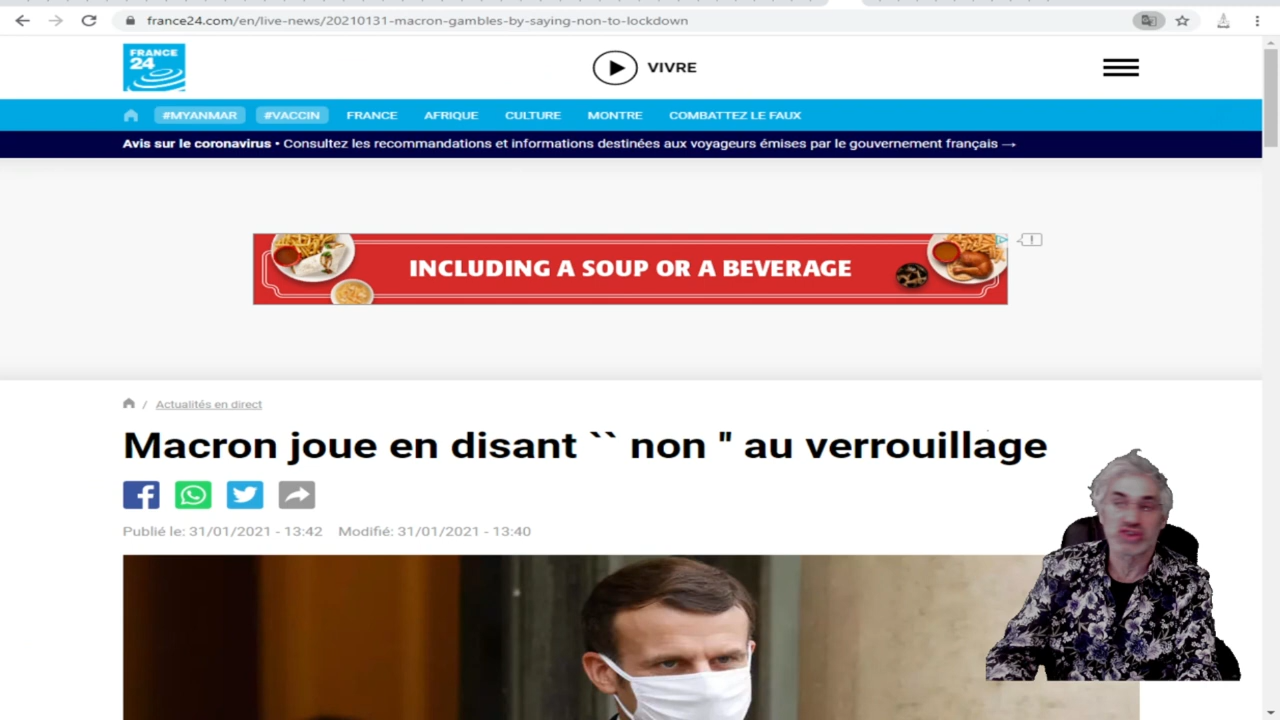 france24.com/en/live-news/20210131-macron-gambles-by-saying-non-to-lockdown
FRANCE
24
VIVRE
#MYANMAR #VACCIN FRANCE AFRIQUE CULTURE MONTRE COMBATTEZ LE FAUX
Avis sur le coronavirus • Consultez les recommandations et informations destinées aux voyageurs émises par le gouvernement français →
INCLUDING A SOUP OR A BEVERAGE
/ Actualités en direct
Macron joue en disant `` non '' au verrouillage
Publié le: 31/01/2021 - 13:42 Modifié: 31/01/2021 - 13:40